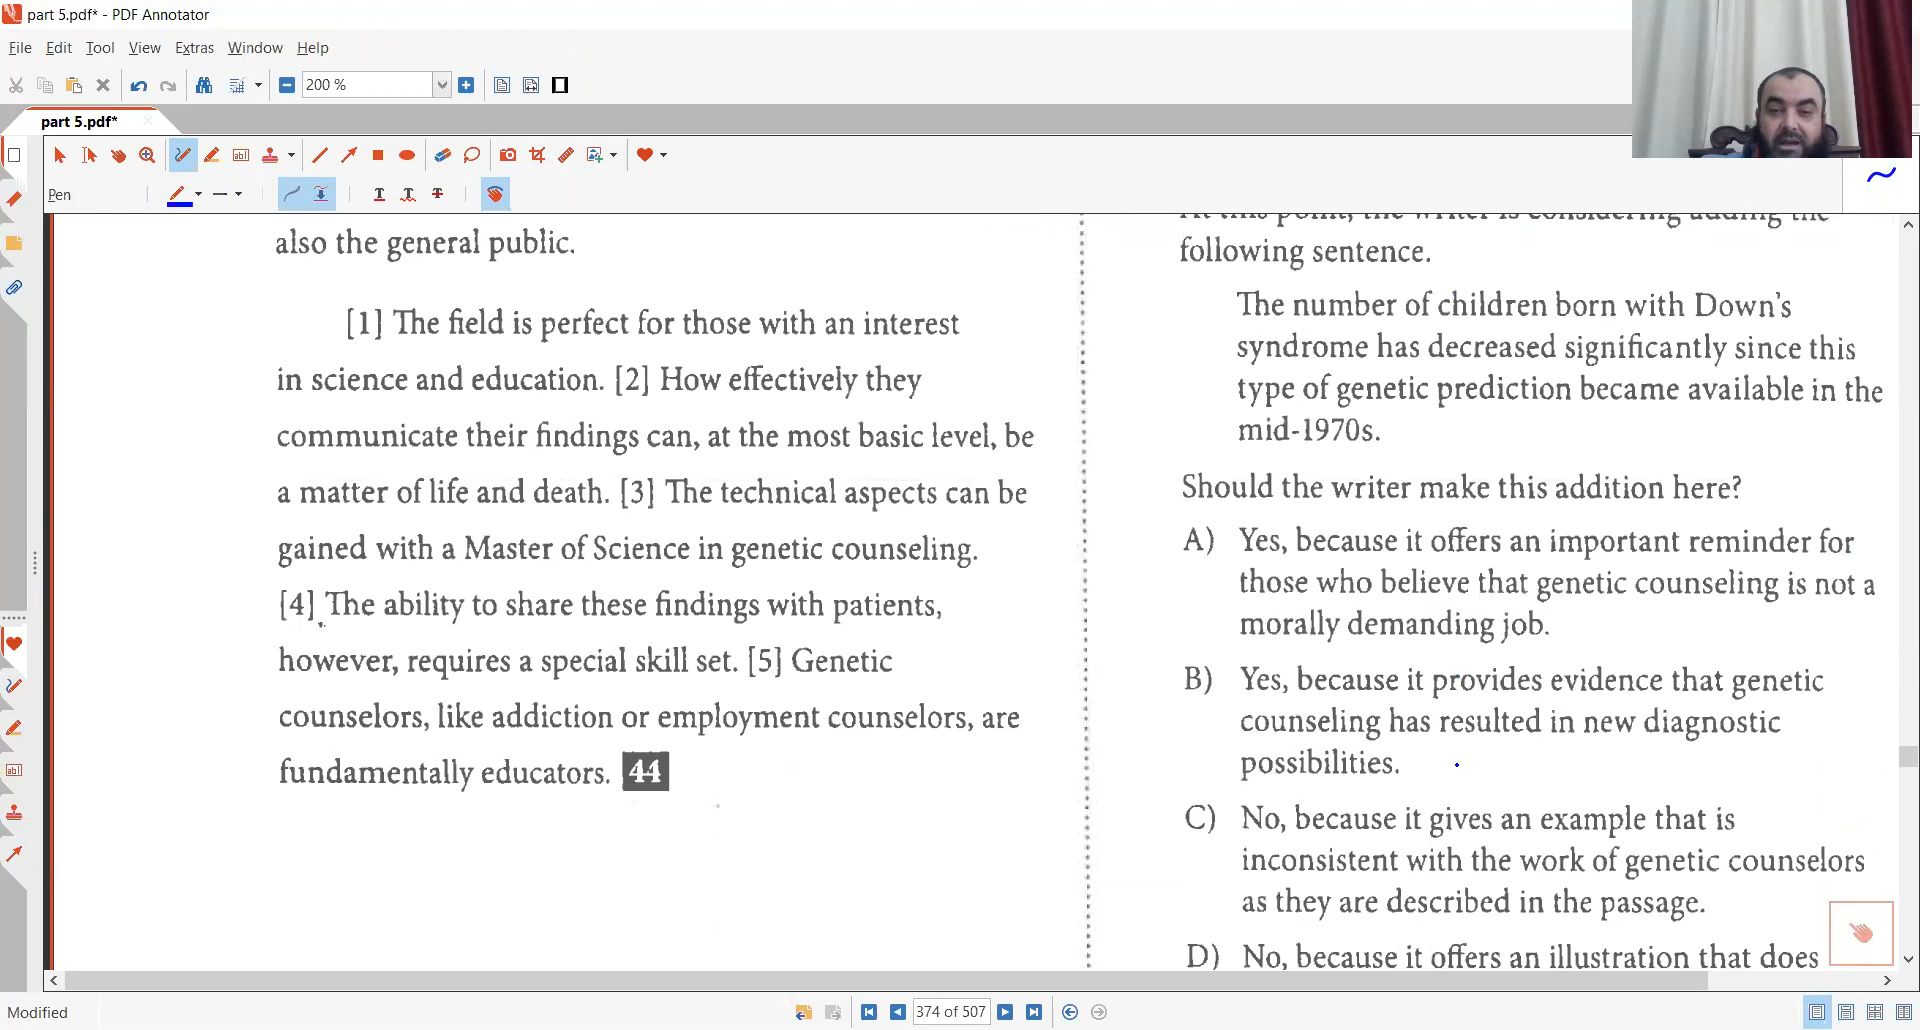 part 5.pdf* - PDF Annotator
File Edit Tool View Extras Window Help
200 %
part 5.pdf*
Pen
also the general public.
[1] The field is perfect for those with an interest
in science and education. [2] How effectively they
communicate their findings can, at the most basic level, be
a matter of life and death. [3] The technical aspects can be
gained with a Master of Science in genetic counseling.
[4] The ability to share these findings with patients,
however, requires a special skill set. [5] Genetic
counselors, like addiction or employment counselors, are
fundamentally educators. 44
At this point, the writer is considering adding the
following sentence.
The number of children born with Down's
syndrome has decreased significantly since this
type of genetic prediction became available in the
mid-1970s.
Should the writer make this addition here?
A) Yes, because it offers an important reminder for
those who believe that genetic counseling is not a
morally demanding job.
B) Yes, because it provides evidence that genetic
counseling has resulted in new diagnostic
possibilities.
C) No, because it gives an example that is
inconsistent with the work of genetic counselors
as they are described in the passage.
D) No, because it offers an illustration that does
Modified
374 of 507